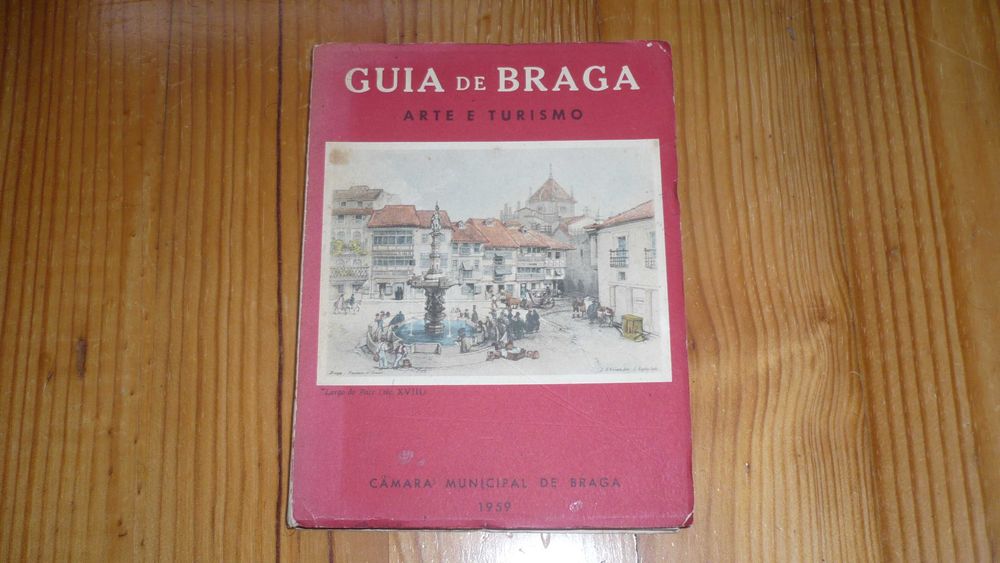 GUIA DE BRAGA
ARTE E TURISMO
"Largo do Paço (séc. XVIII)
CÂMARA MUNICIPAL DE BRAGA
1959